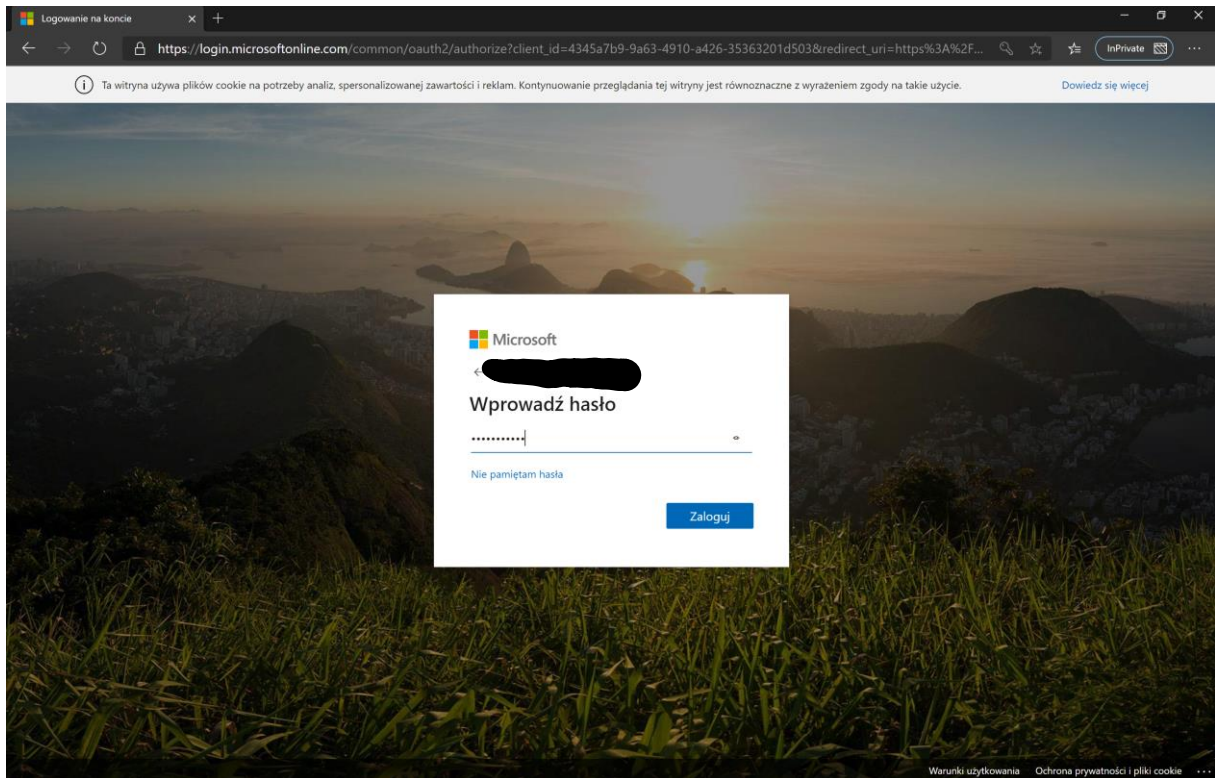 Logowanie na koncie
https://login.microsoftonline.com/common/oauth2/authorize?client_id=4345a7b9-9a63-4910-a426-35363201d503&redirect_uri=https%3A%2F...
InPrivate
Ta witryna używa plików cookie na potrzeby analiz, spersonalizowanej zawartości i reklam. Kontynuowanie przeglądania tej witryny jest równoznaczne z wyrażeniem zgody na takie użycie.
Dowiedz się więcej
Microsoft
Wprowadź hasło
Nie pamiętam hasła
Zaloguj
Warunki użytkowania
Ochrona prywatności i pliki cookie